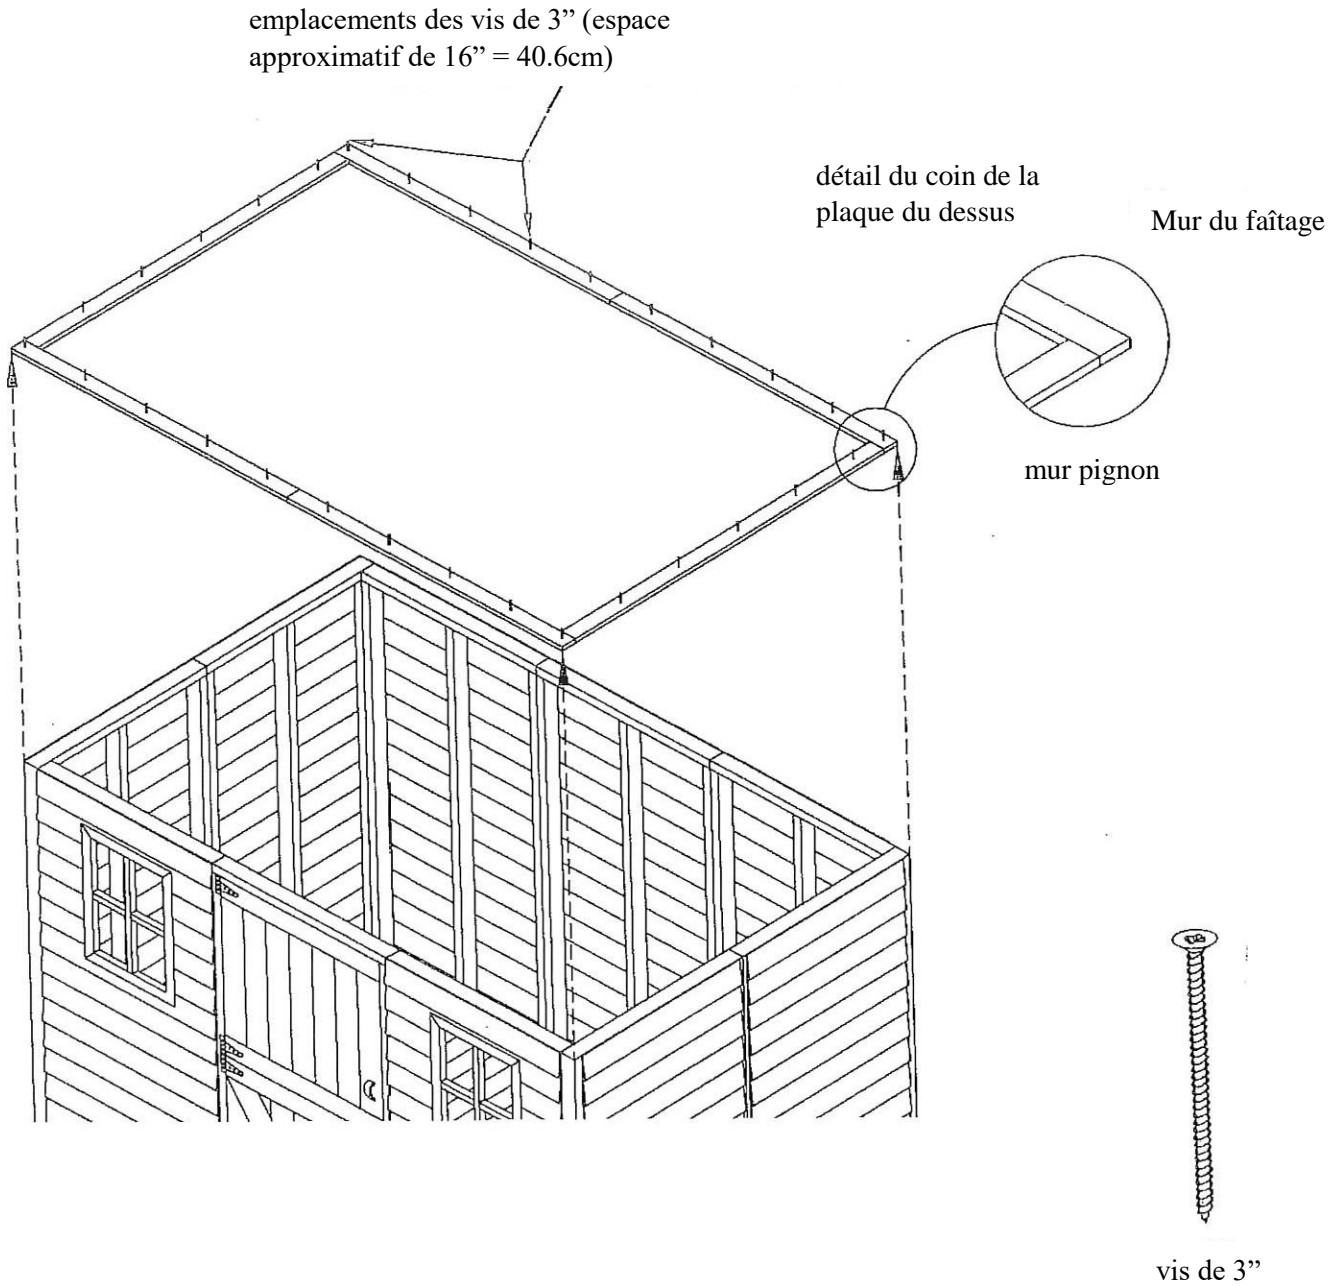 emplacements des vis de 3” (espace
approximatif de 16” = 40.6cm)
détail du coin de la
plaque du dessus
Mur du faîtage
mur pignon
vis de 3”